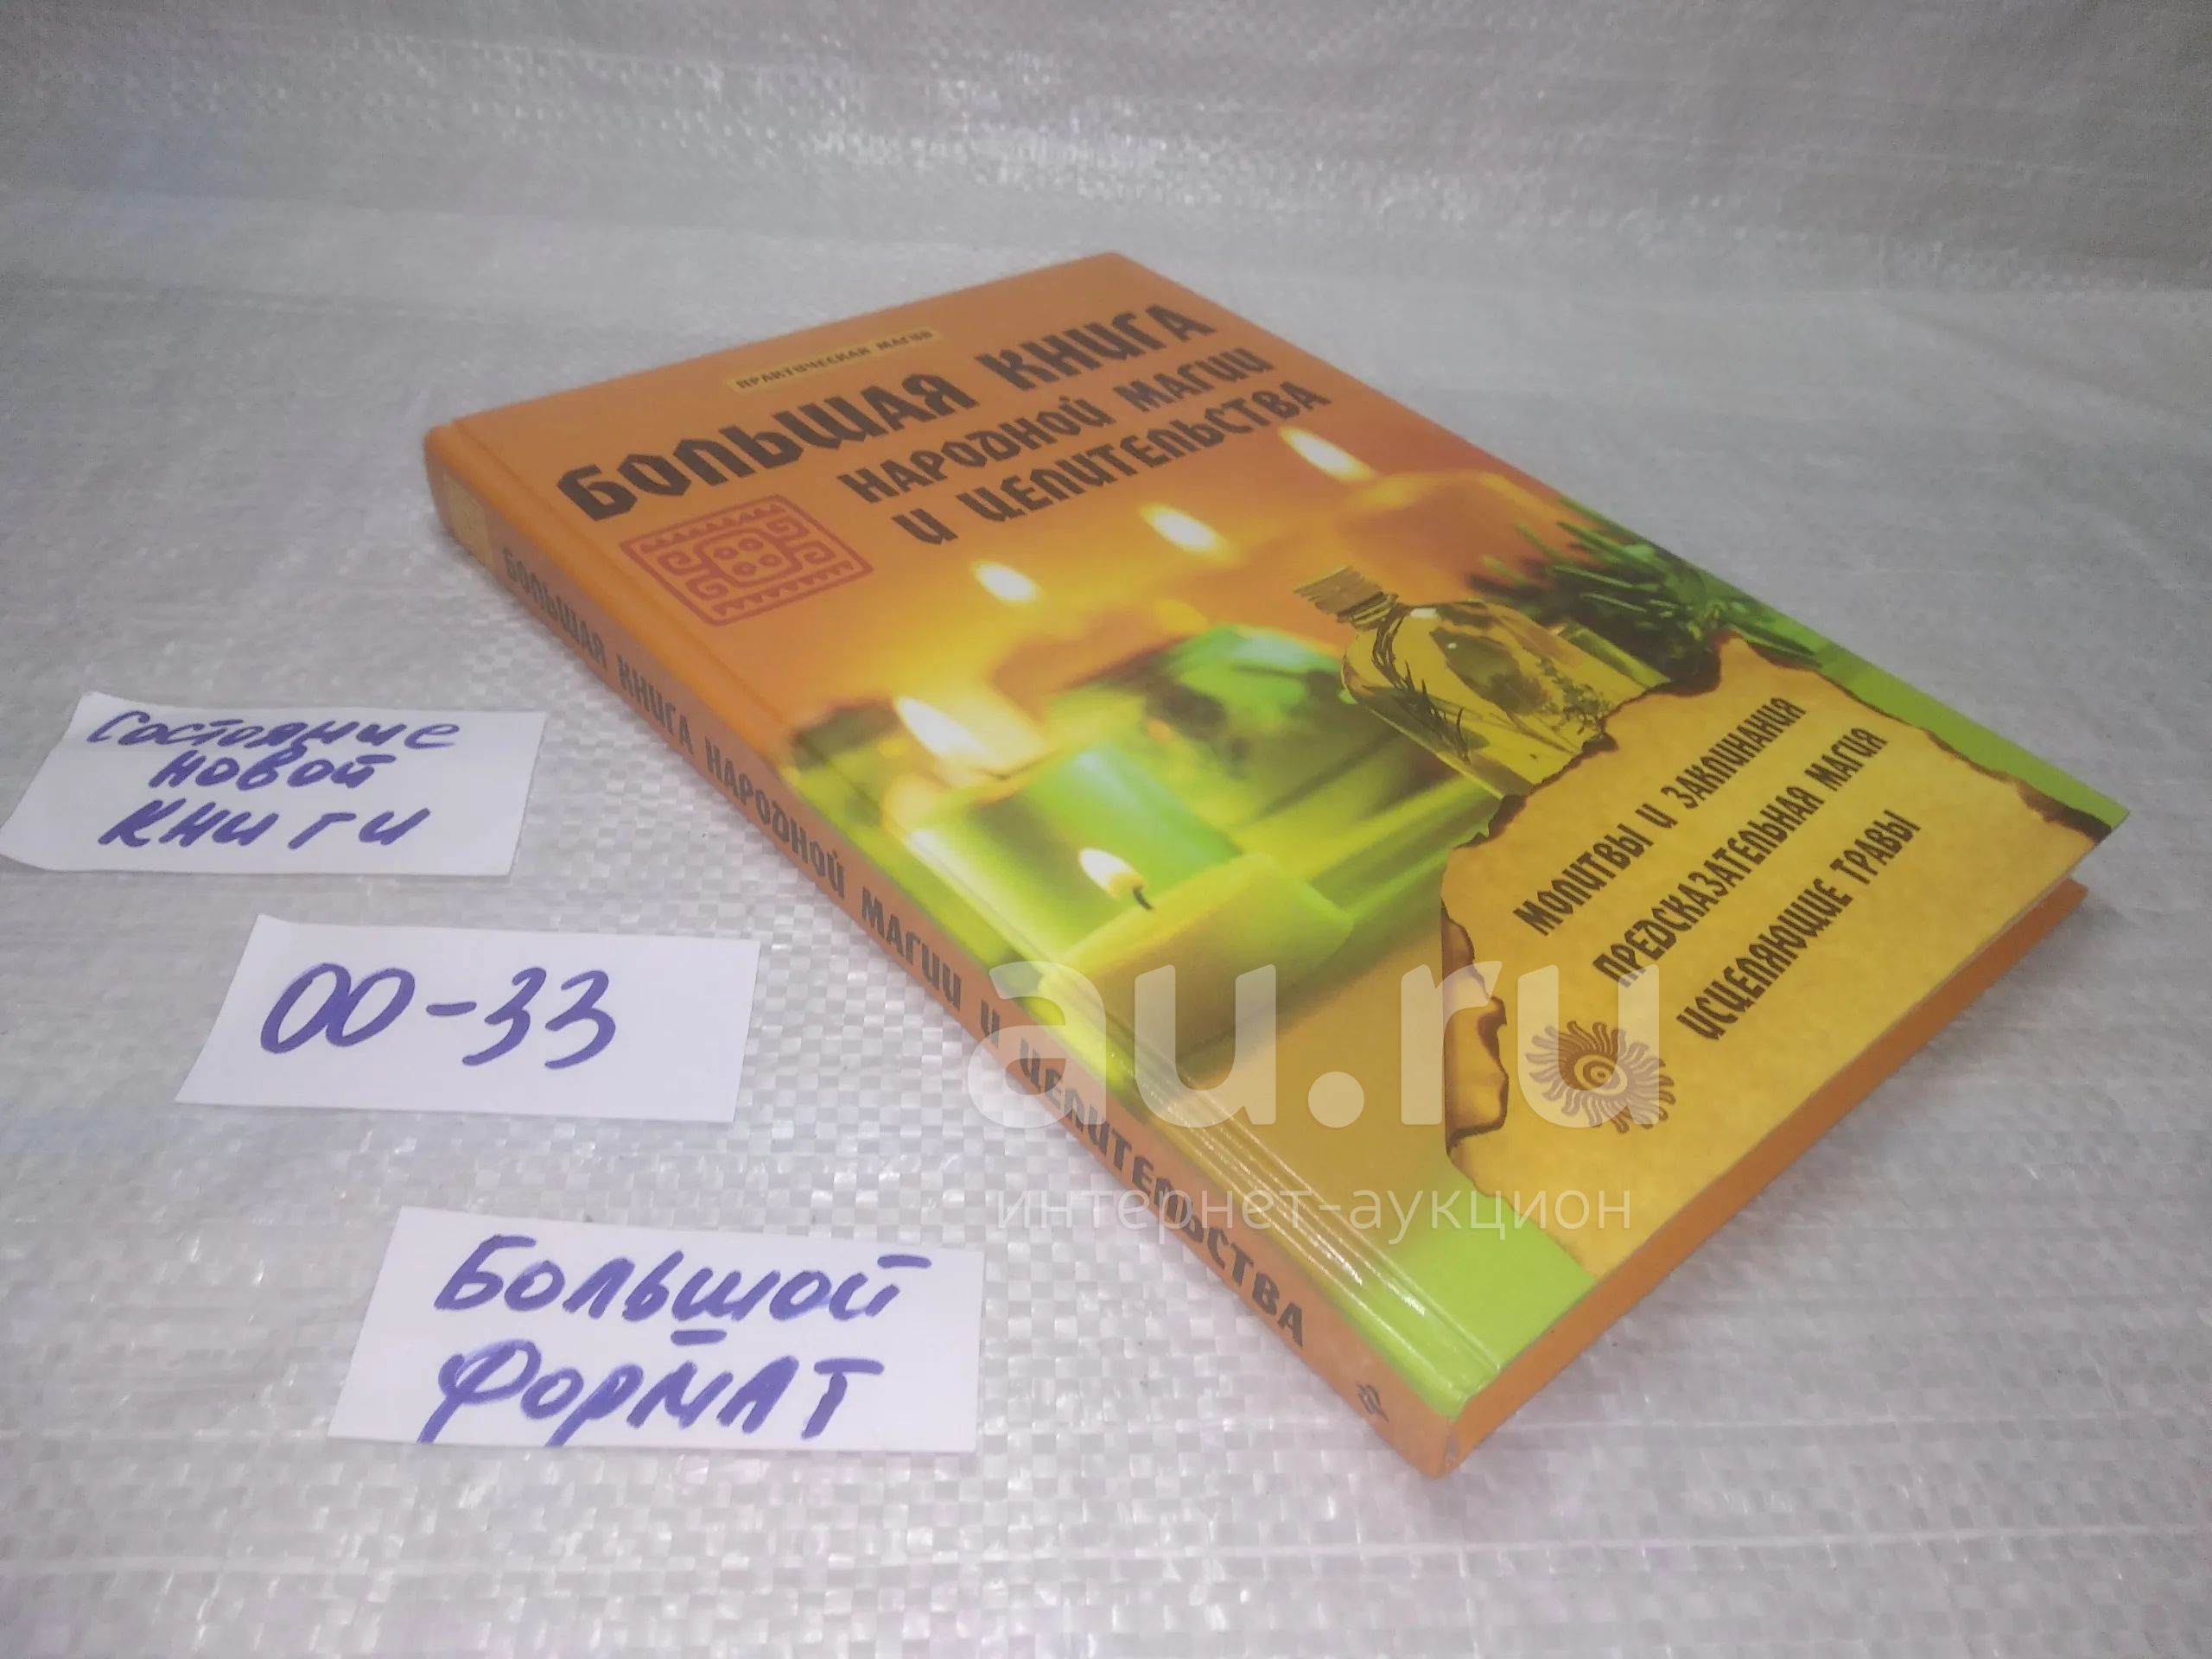 ПРАКТИЧЕСКАЯ МАГИЯ
БОЛЬШАЯ КНИГА
НАРОДНОЙ МАГИИ
И ЦЕЛИТЕЛЬСТВА
МОЛИТВЫ И ЗАКЛИНАНИЯ
ПРЕДСКАЗАТЕЛЬНАЯ МАГИЯ
ИСЦЕЛЯЮЩИЕ ТРАВЫ
БОЛЬШАЯ КНИГА НАРОДНОЙ МАГИИ И ЦЕЛИТЕЛЬСТВА
Состояние
новой
книги
00-33
Большой
формат
au.ru
интернет-аукцион